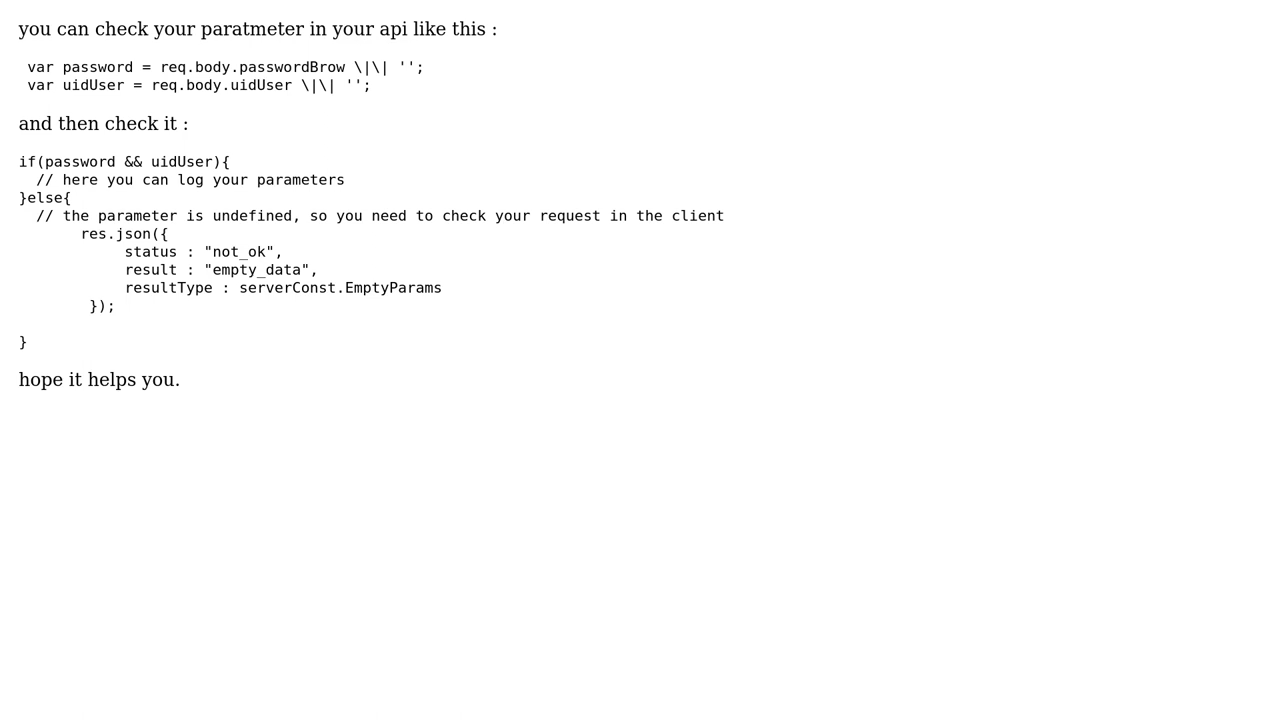 you can check your paratmeter in your api like this :
 var password = req.body.passwordBrow \|\| '';
 var uidUser = req.body.uidUser \|\| '';
and then check it :
if(password && uidUser){
  // here you can log your parameters
}else{
  // the parameter is undefined, so you need to check your request in the client
       res.json({
            status : "not_ok",
            result : "empty_data",
            resultType : serverConst.EmptyParams
        });
}
hope it helps you.